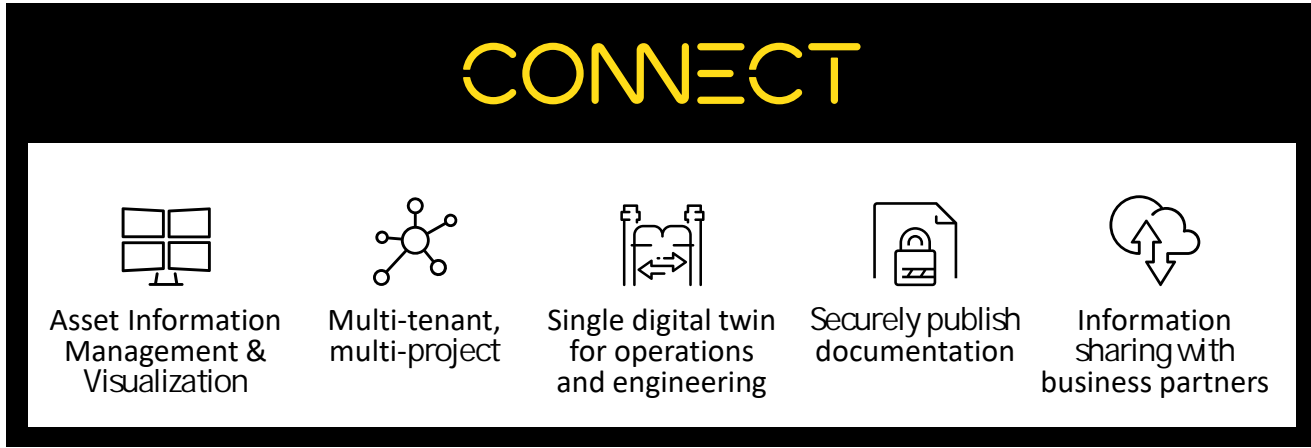 CONNECT
Asset Information
Management &
Visualization
Multi-tenant,
multi-project
Single digital twin
for operations
and engineering
Securely publish
documentation
Information
sharing with
business partners